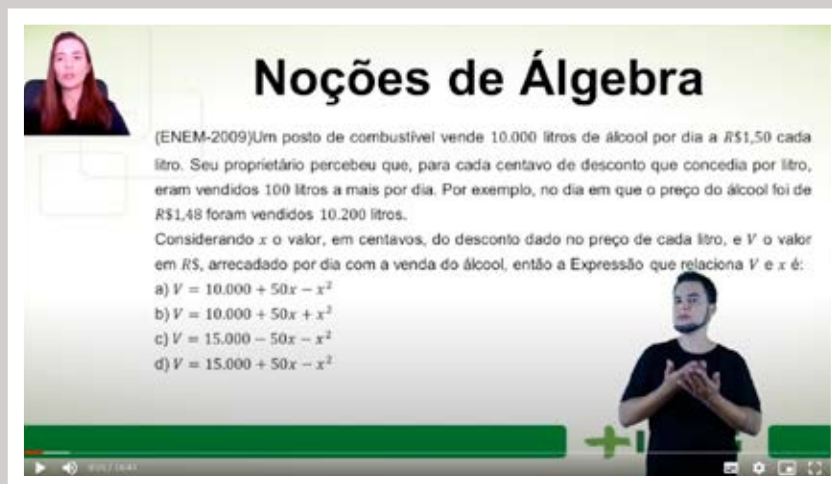 Noções de Álgebra
(ENEM-2009)Um posto de combustível vende 10.000 litros de álcool por dia a R$1,50 cada
litro. Seu proprietário percebeu que, para cada centavo de desconto que concedia por litro,
eram vendidos 100 litros a mais por dia. Por exemplo, no dia em que o preço do álcool foi de
R$1,48 foram vendidos 10.200 litros.
Considerando x o valor, em centavos, do desconto dado no preço de cada litro, e V o valor
em R$, arrecadado por dia com a venda do álcool, então a Expressão que relaciona V e x é:
a) V = 10.000 + 50x − x²
b) V = 10.000 + 50x + x²
c) V = 15.000 − 50x − x²
d) V = 15.000 + 50x − x²